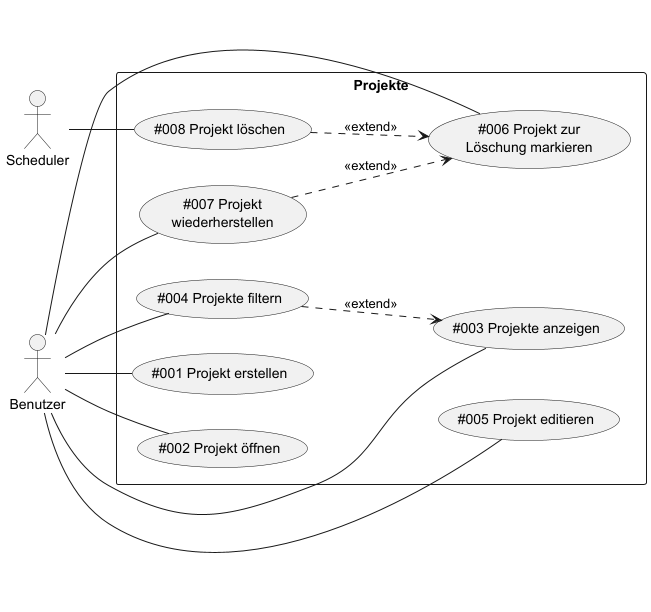 Projekte
#008 Projekt löschen
«extend»
#006 Projekt zur
Löschung markieren
Scheduler
«extend»
#007 Projekt
wiederherstellen
#004 Projekte filtern
«extend»
#003 Projekte anzeigen
#001 Projekt erstellen
Benutzer
#005 Projekt editieren
#002 Projekt öffnen